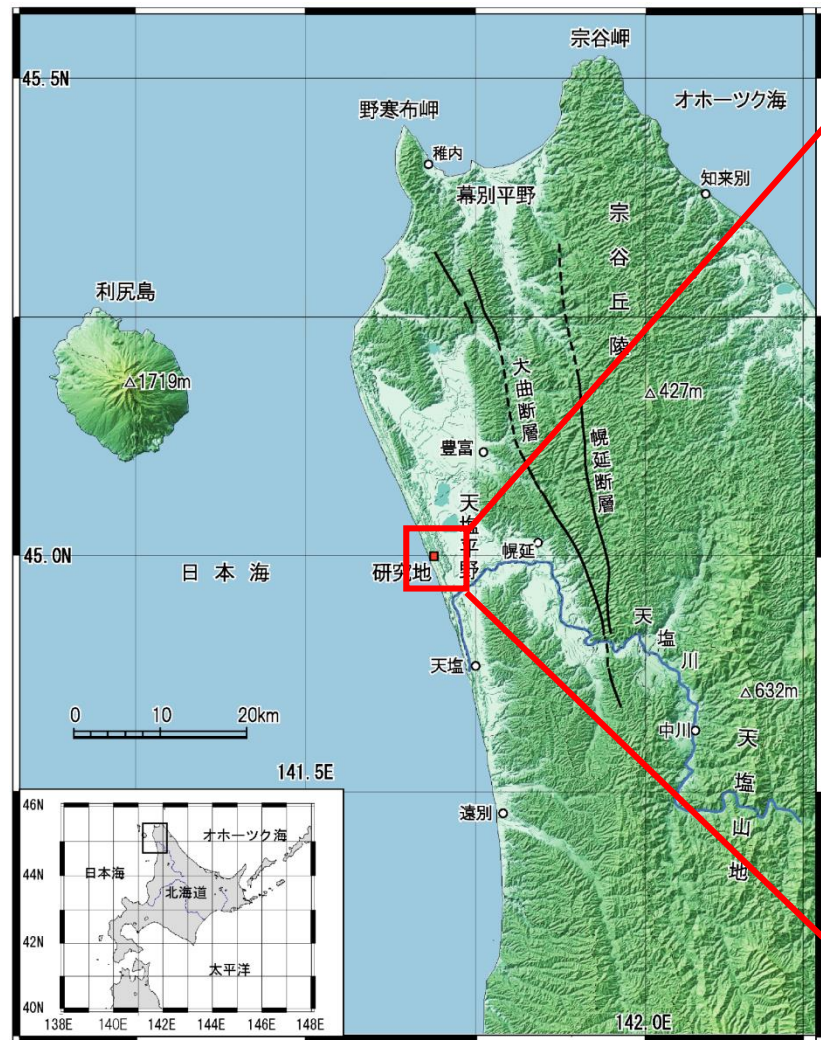 宗谷岬
45.5N
オホーツク海
野寒布岬
稚内
知来別
幕別平野
宗谷丘陵
利尻島
△1719m
大曲断層
△427m
幌延断層
豊富
天塩平野
幌延
45.0N
日本海
研究地
天塩川
天塩
△632m
0 10 20km
中川
141.5E
天塩山地
遠別
46N
オホーツク海
44N
日本海
北海道
42N
太平洋
40N
138E 140E 142E 144E 146E 148E
142.0E